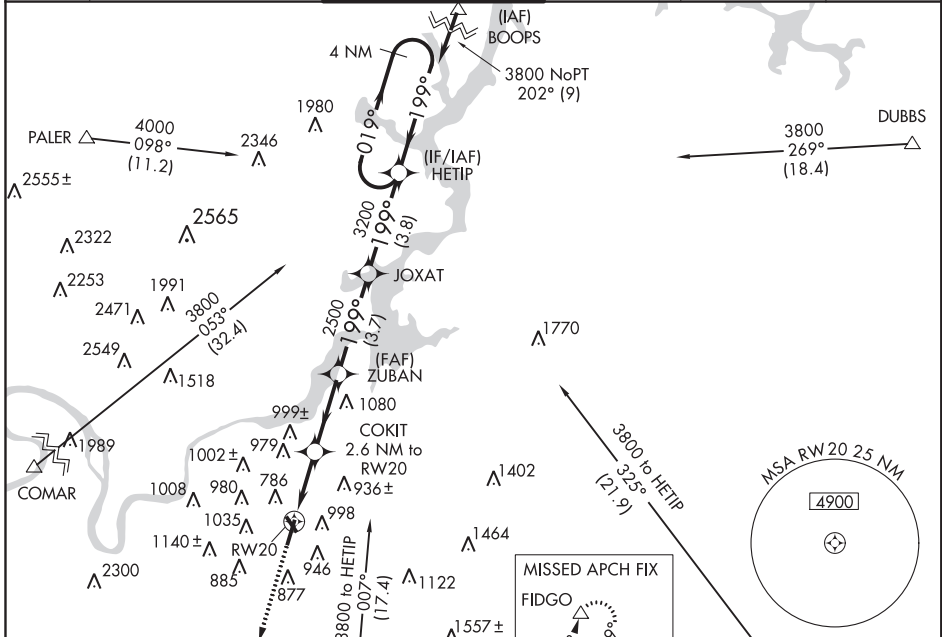 (IAF)
BOOPS
4 NM
3800 NoPT
202° (9)
199°
019°
1980
PALER
4000
098°
(11.2)
2346
(IF/IAF)
HETIP
DUBBS
3800
269°
(18.4)
2555±
2565
2322
3200
199°
(3.8)
2253
1991
2471
JOXAT
3800
053°
(32.4)
2500
199°
(3.7)
1770
2549
1518
(FAF)
ZUBAN
1080
999±
1989
979
COKIT
2.6 NM to
RW20
1002±
COMAR
1402
3800 to HETIP
325°
(21.9)
MSA RW20 25 NM
4900
1008
980
786
936±
1035
998
1140±
RW20
1464
946
885
877
2300
3800 to HETIP
007°
(17.4)
1122
MISSED APCH FIX
FIDGO
1557±